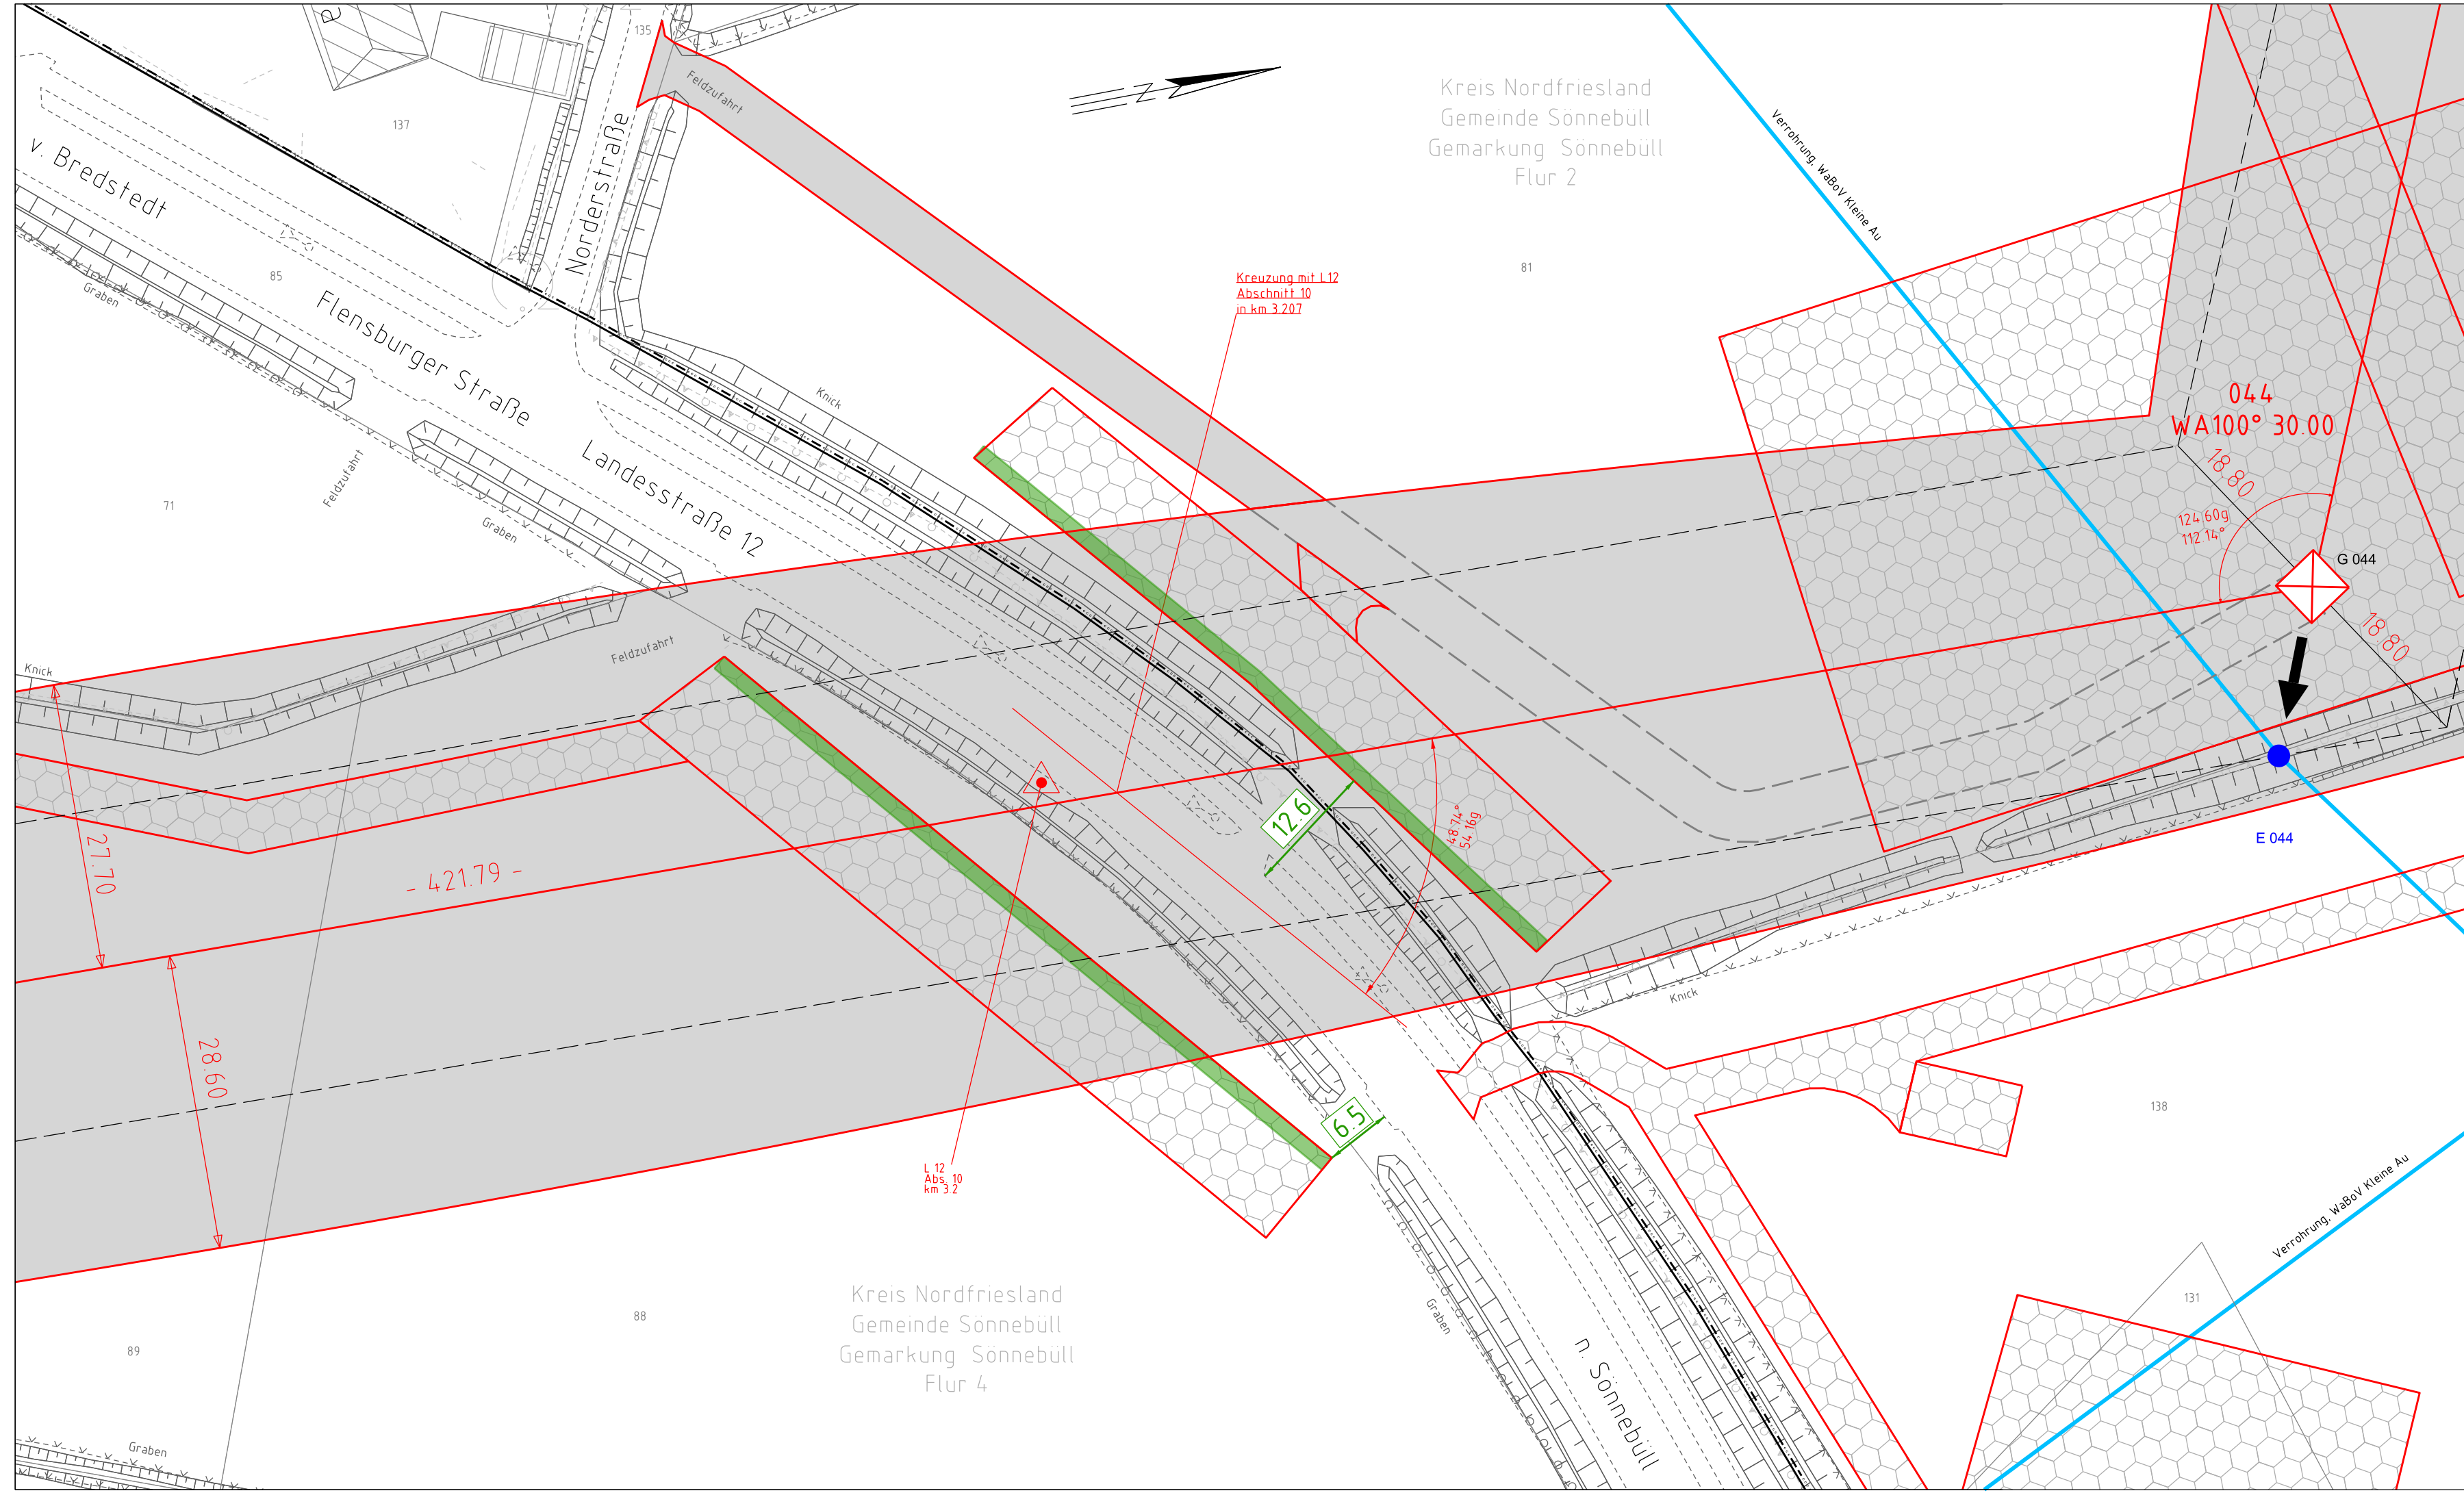 135
Feldzufahrt
N
137
v. Bredstedt
Norderstraße
Kreis Nordfriesland
Gemeinde Sönnebüll
Gemarkung Sönnebüll
Flur 2
Verrohrung, WaBoV Kleine Au
85
Graben
Flensburger Straße
81
Kreuzung mit L12
Abschnitt 10
in km 3.207
Knick
044
WA100° 30.00
18.80
124.60g
112.14°
G 044
71
Feldzufahrt
Graben
Landesstraße 12
Feldzufahrt
Knick
18.80
27.70
- 421.79 -
12.6
48.74°
54.16g
E 044
28.60
Knick
6.5
138
L 12
Abs. 10
km 3.2
Verrohrung, WaBoV Kleine Au
Kreis Nordfriesland
Gemeinde Sönnebüll
Gemarkung Sönnebüll
Flur 4
88
89
131
Graben
n. Sönnebüll
Graben